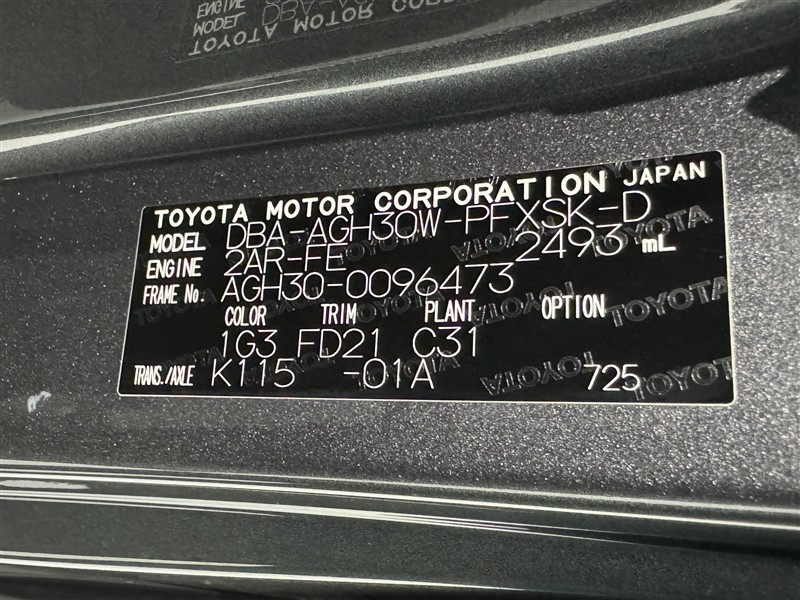 TOYOTA MOTOR CORPORATION JAPAN
MODEL DBA-AGH30W-PFXSK-D
ENGINE 2AR-FE 2493 mL
FRAME No. AGH30-0096473
COLOR TRIM PLANT OPTION
1G3 FD21 C31
TRANS./AXLE K115 -01A 725